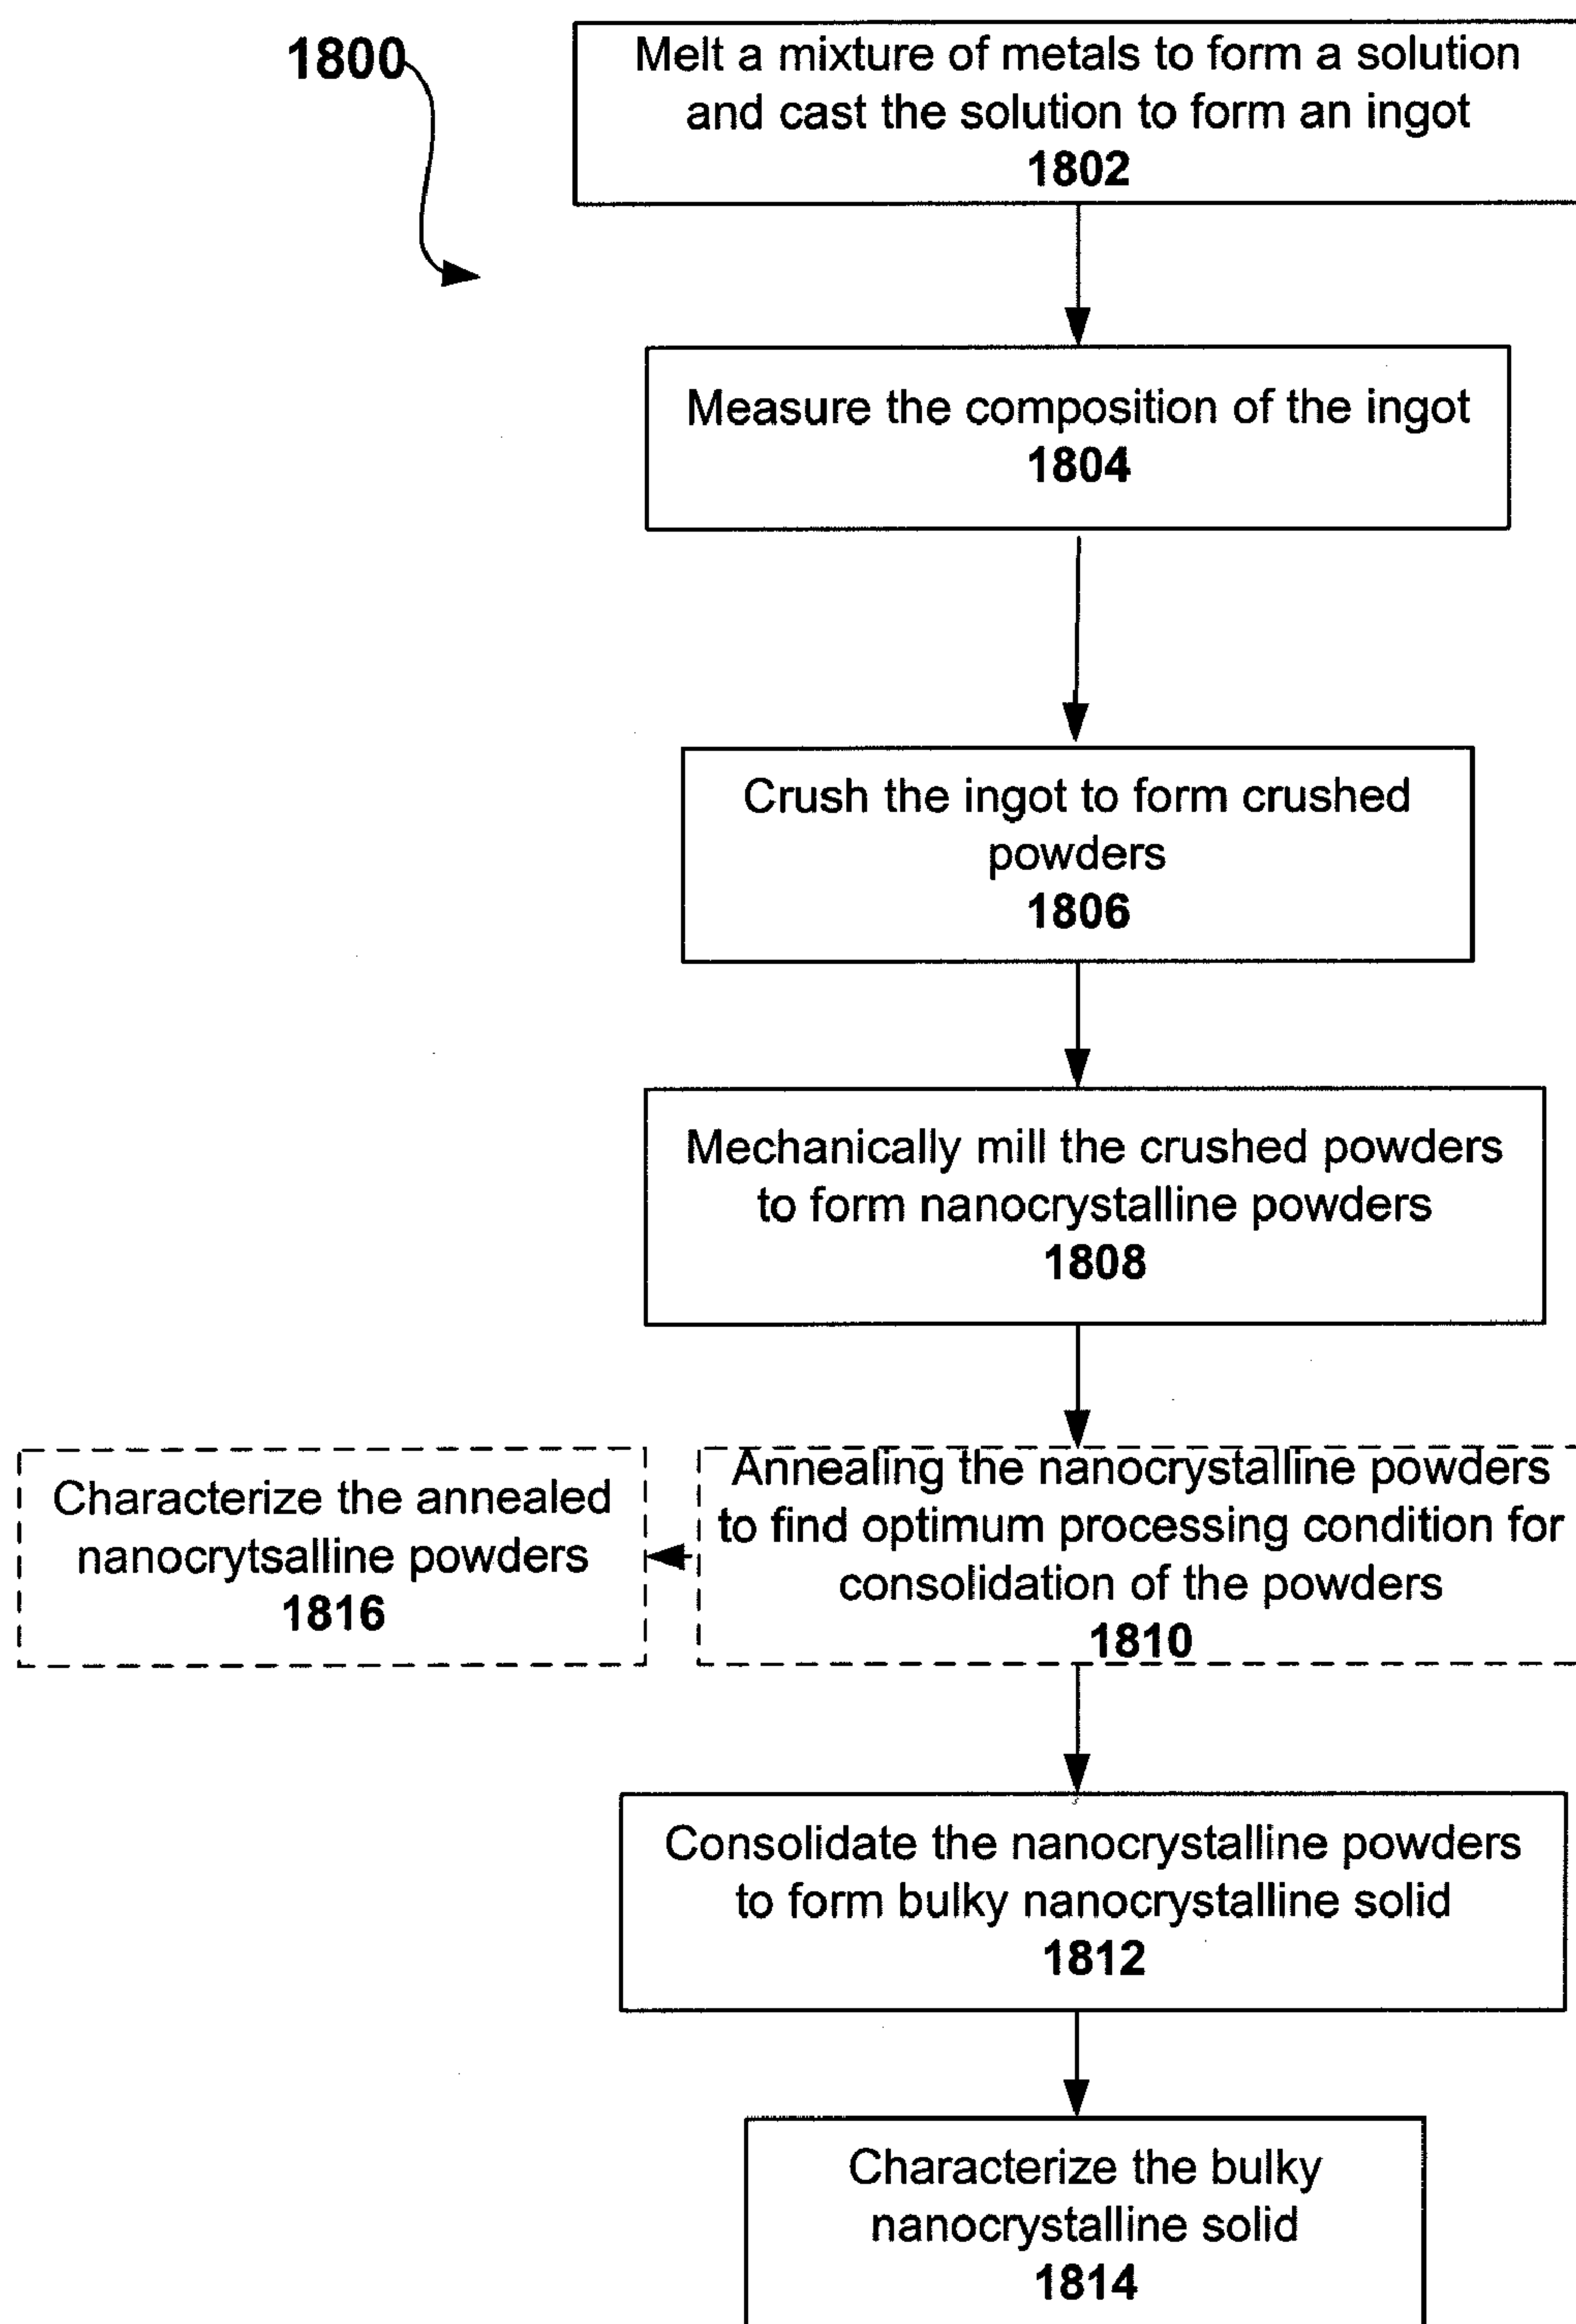 1800
Melt a mixture of metals to form a solution
and cast the solution to form an ingot
1802
Measure the composition of the ingot
1804
Crush the ingot to form crushed
powders
1806
Mechanically mill the crushed powders
to form nanocrystalline powders
1808
Characterize the annealed
nanocrytsalline powders
1816
Annealing the nanocrystalline powders
to find optimum processing condition for
consolidation of the powders
1810
Consolidate the nanocrystalline powders
to form bulky nanocrystalline solid
1812
Characterize the bulky
nanocrystalline solid
1814